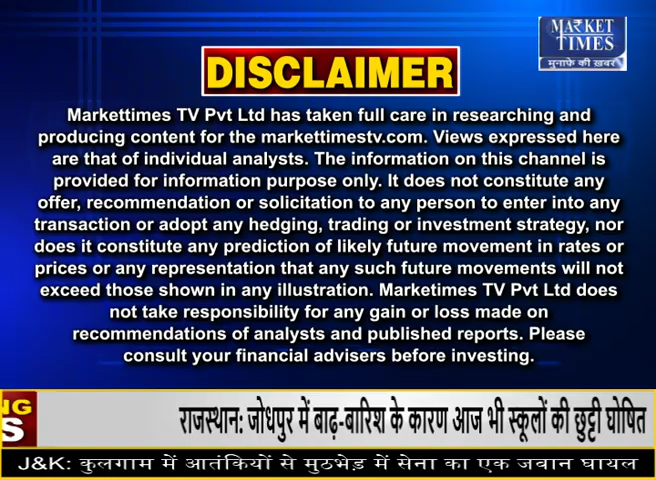 MARKET
TIMES
मुनाफे की ख़बर
DISCLAIMER
Markettimes TV Pvt Ltd has taken full care in researching and
producing content for the markettimestv.com. Views expressed here
are that of individual analysts. The information on this channel is
provided for information purpose only. It does not constitute any
offer, recommendation or solicitation to any person to enter into any
transaction or adopt any hedging, trading or investment strategy, nor
does it constitute any prediction of likely future movement in rates or
prices or any representation that any such future movements will not
exceed those shown in any illustration. Marketimes TV Pvt Ltd does
not take responsibility for any gain or loss made on
recommendations of analysts and published reports. Please
consult your financial advisers before investing.
NG
S
राजस्थान: जोधपुर में बाढ़-बारिश के कारण आज भी स्कूलों की छुट्टी घोषित
J&K: कुलगाम में आतंकियों से मुठभेड़ में सेना का एक जवान घायल